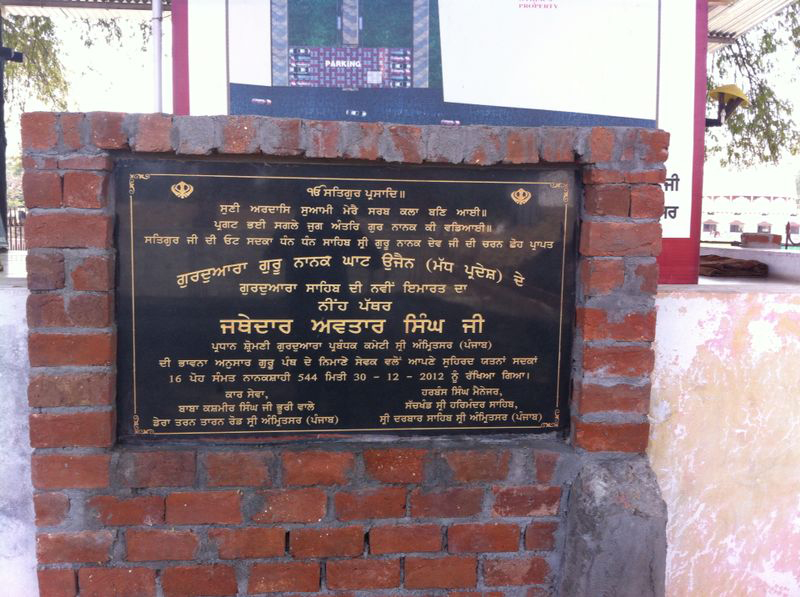 PROPERTY
PARKING
ੴ ਸਤਿਗੁਰ ਪ੍ਰਸਾਦਿ॥
ਸੁਣੀ ਅਰਦਾਸਿ ਸੁਆਮੀ ਮੇਰੈ ਸਰਬ ਕਲਾ ਬਣਿ ਆਈ॥
ਪ੍ਰਗਟ ਭਈ ਸਗਲੇ ਜੁਗ ਅੰਤਰਿ ਗੁਰ ਨਾਨਕ ਕੀ ਵਡਿਆਈ॥
ਸਤਿਗੁਰ ਜੀ ਦੀ ਓਟ ਸਦਕਾ ਧੰਨ ਧੰਨ ਸਾਹਿਬ ਸ੍ਰੀ ਗੁਰੂ ਨਾਨਕ ਦੇਵ ਜੀ ਦੀ ਚਰਨ ਛੋਹ ਪ੍ਰਾਪਤ
ਗੁਰਦੁਆਰਾ ਗੁਰੂ ਨਾਨਕ ਘਾਟ ਉਜੈਨ (ਮੱਧ ਪ੍ਰਦੇਸ਼) ਦੇ
ਗੁਰਦੁਆਰਾ ਸਾਹਿਬ ਦੀ ਨਵੀਂ ਇਮਾਰਤ ਦਾ
ਨੀਂਹ ਪੱਥਰ
ਜਥੇਦਾਰ ਅਵਤਾਰ ਸਿੰਘ ਜੀ
ਪ੍ਰਧਾਨ ਸ਼੍ਰੋਮਣੀ ਗੁਰਦੁਆਰਾ ਪ੍ਰਬੰਧਕ ਕਮੇਟੀ ਸ੍ਰੀ ਅੰਮ੍ਰਿਤਸਰ (ਪੰਜਾਬ)
ਦੀ ਭਾਵਨਾ ਅਨੁਸਾਰ ਗੁਰੂ ਪੰਥ ਦੇ ਨਿਮਾਣੇ ਸੇਵਕ ਵਲੋਂ ਆਪਣੇ ਸੁਹਿਰਦ ਯਤਨਾਂ ਸਦਕਾਂ
16 ਪੋਹ ਸੰਮਤ ਨਾਨਕਸ਼ਾਹੀ 544 ਮਿਤੀ 30 - 12 - 2012 ਨੂੰ ਰੱਖਿਆ ਗਿਆ।
ਕਾਰ ਸੇਵਾ,
ਬਾਬਾ ਕਸ਼ਮੀਰ ਸਿੰਘ ਜੀ ਭੂਰੀ ਵਾਲੇ
ਡੇਰਾ ਤਰਨ ਤਾਰਨ ਰੋਡ ਸ੍ਰੀ ਅੰਮ੍ਰਿਤਸਰ (ਪੰਜਾਬ)
ਹਰਬੰਸ ਸਿੰਘ ਮੈਨੇਜਰ,
ਸੱਚਖੰਡ ਸ੍ਰੀ ਹਰਿਮੰਦਰ ਸਾਹਿਬ,
ਸ੍ਰੀ ਦਰਬਾਰ ਸਾਹਿਬ ਸ੍ਰੀ ਅੰਮ੍ਰਿਤਸਰ (ਪੰਜਾਬ)